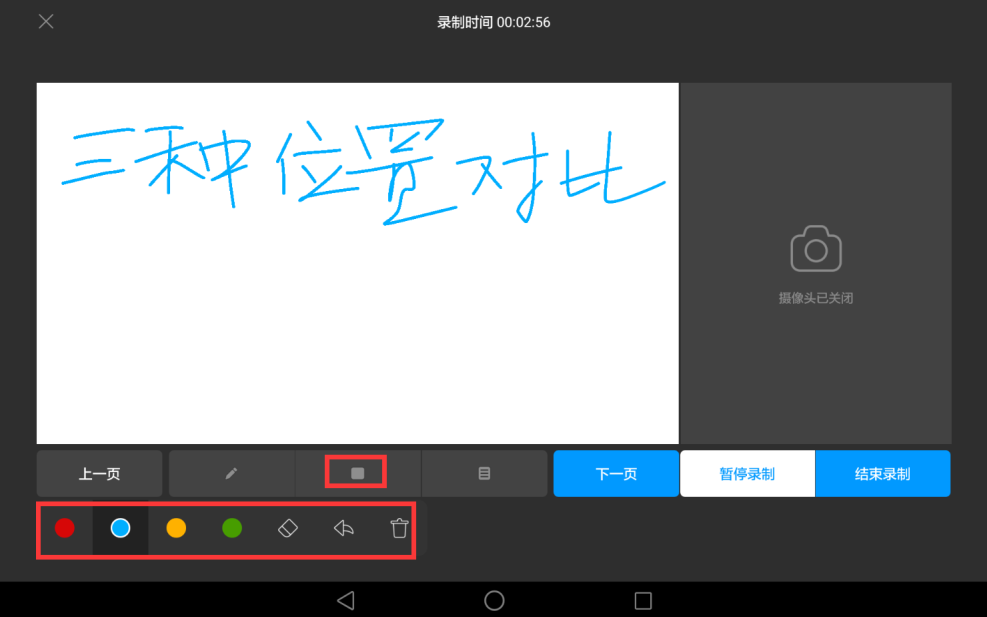 录制时间 00:02:56
三种位置对比
摄像头已关闭
上一页
下一页
暂停录制
结束录制